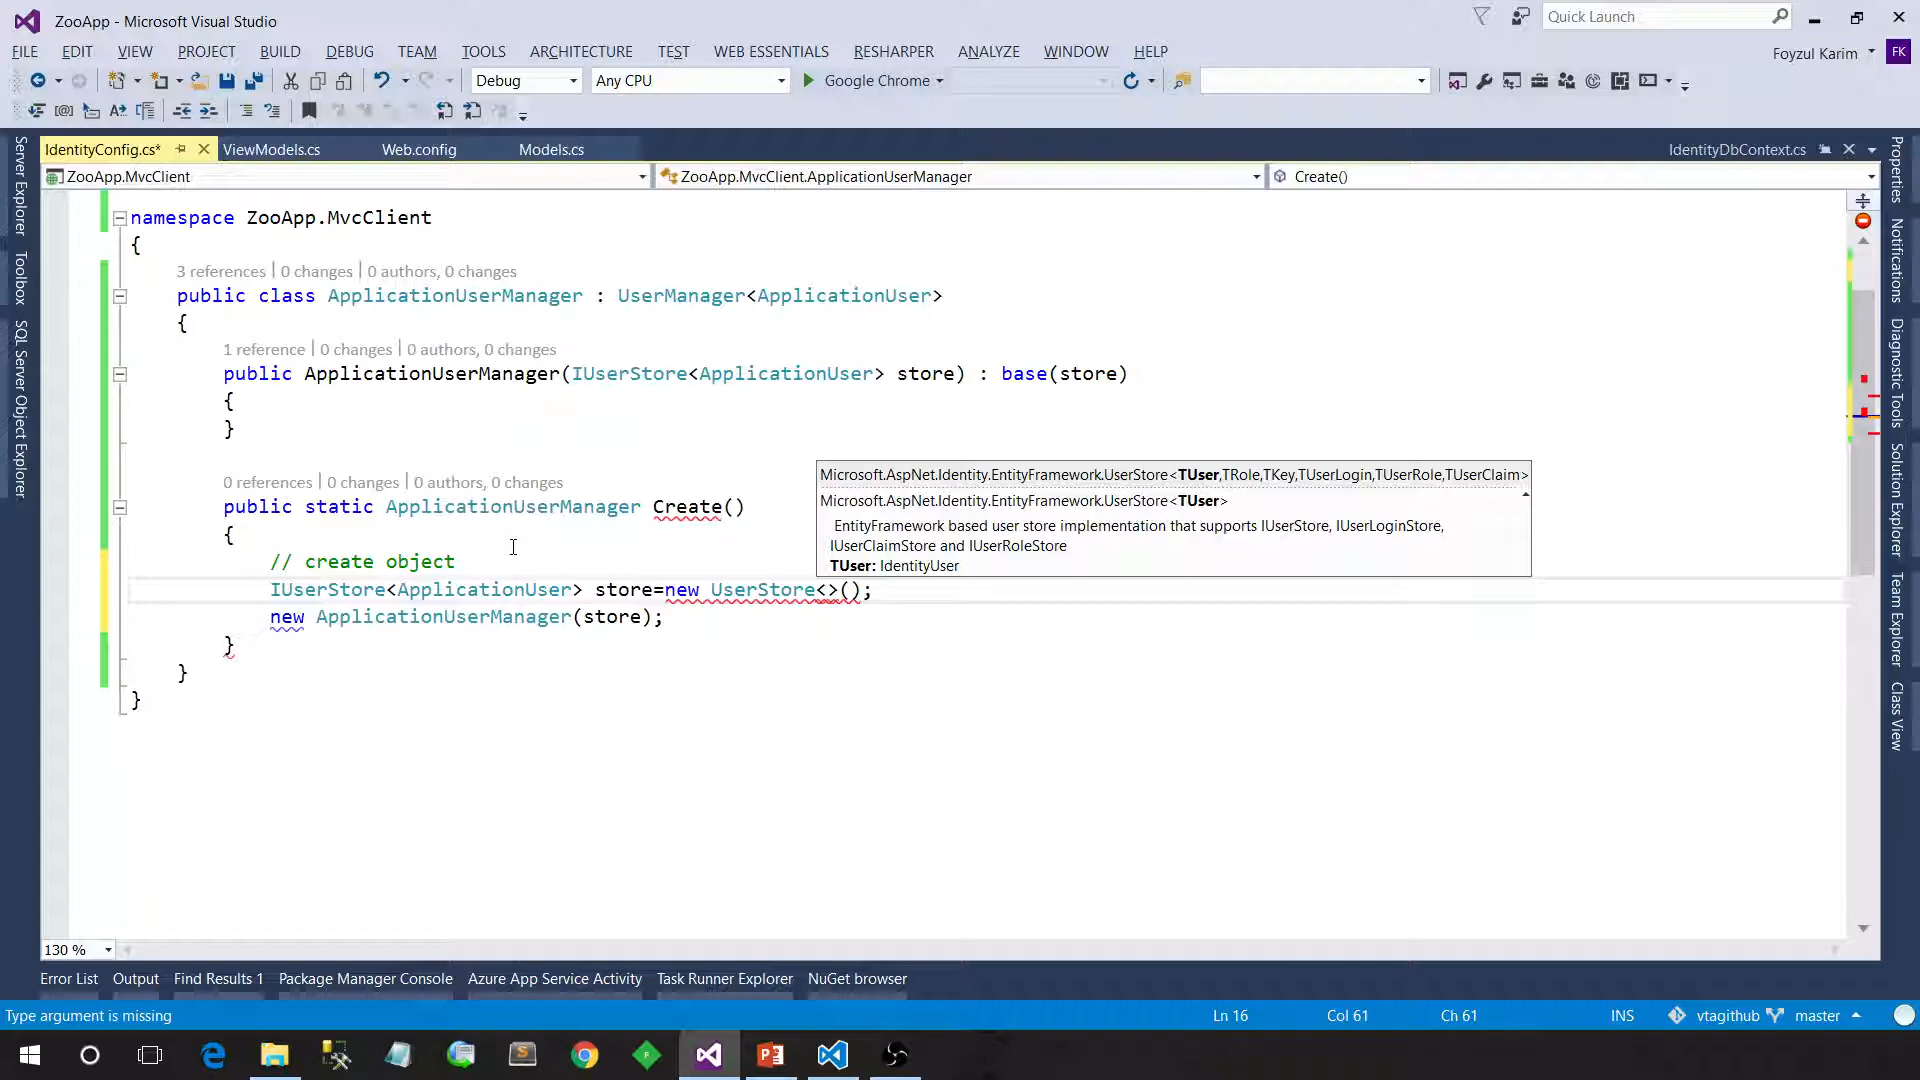 ZooApp - Microsoft Visual Studio
Quick Launch
FILE EDIT VIEW PROJECT BUILD DEBUG TEAM TOOLS ARCHITECTURE TEST WEB ESSENTIALS RESHARPER ANALYZE WINDOW HELP
Foyzul Karim FK
Debug Any CPU Google Chrome
IdentityConfig.cs* ViewModels.cs Web.config Models.cs IdentityDbContext.cs
ZooApp.MvcClient ZooApp.MvcClient.ApplicationUserManager Create()
Server Explorer
Toolbox
SQL Server Object Explorer
namespace ZooApp.MvcClient
{
3 references | 0 changes | 0 authors, 0 changes
public class ApplicationUserManager : UserManager<ApplicationUser>
{
1 reference | 0 changes | 0 authors, 0 changes
public ApplicationUserManager(IUserStore<ApplicationUser> store) : base(store)
{
}
0 references | 0 changes | 0 authors, 0 changes
public static ApplicationUserManager Create()
{
// create object
IUserStore<ApplicationUser> store=new UserStore<>();
new ApplicationUserManager(store);
}
}
}
Microsoft.AspNet.Identity.EntityFramework.UserStore<TUser,TRole,TKey,TUserLogin,TUserRole,TUserClaim>
Microsoft.AspNet.Identity.EntityFramework.UserStore<TUser>
EntityFramework based user store implementation that supports IUserStore, IUserLoginStore,
IUserClaimStore and IUserRoleStore
TUser: IdentityUser
Properties
Notifications
Diagnostic Tools
Solution Explorer
Team Explorer
Class View
130 %
Error List Output Find Results 1 Package Manager Console Azure App Service Activity Task Runner Explorer NuGet browser
Type argument is missing Ln 16 Col 61 Ch 61 INS vtagithub master